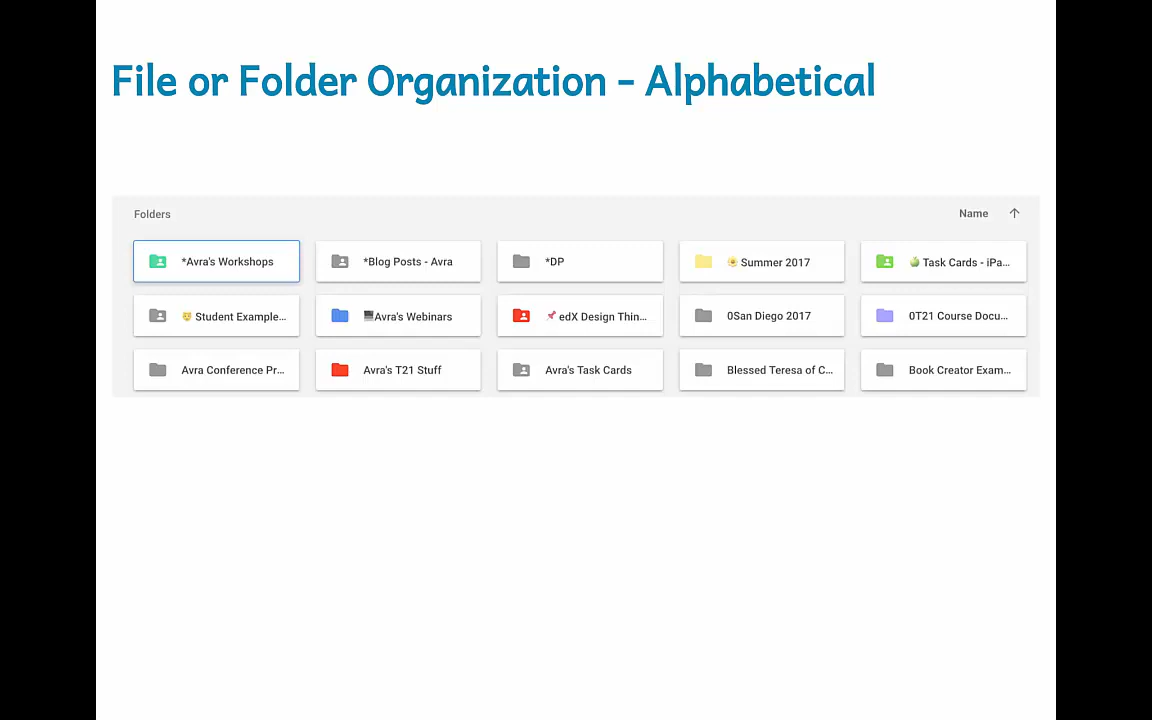 File or Folder Organization - Alphabetical
Folders Name ↑
*Avra's Workshops *Blog Posts - Avra *DP 🌼 Summer 2017 🍏 Task Cards - iPa...
Student Example... Avra's Webinars 📌 edX Design Thin... 0San Diego 2017 0T21 Course Docu...
Avra Conference Pr... Avra's T21 Stuff Avra's Task Cards Blessed Teresa of C... Book Creator Exam...